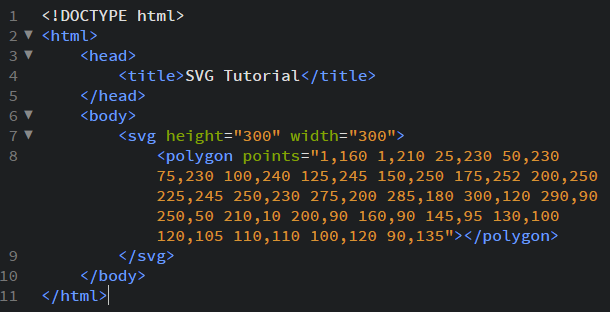 1 <!DOCTYPE html>
2 <html>
3 <head>
4 <title>SVG Tutorial</title>
5 </head>
6 <body>
7 <svg height="300" width="300">
8 <polygon points="1,160 1,210 25,230 50,230
75,230 100,240 125,245 150,250 175,252 200,250
225,245 250,230 275,200 285,180 300,120 290,90
250,50 210,10 200,90 160,90 145,95 130,100
120,105 110,110 100,120 90,135"></polygon>
9 </svg>
10 </body>
11 </html>